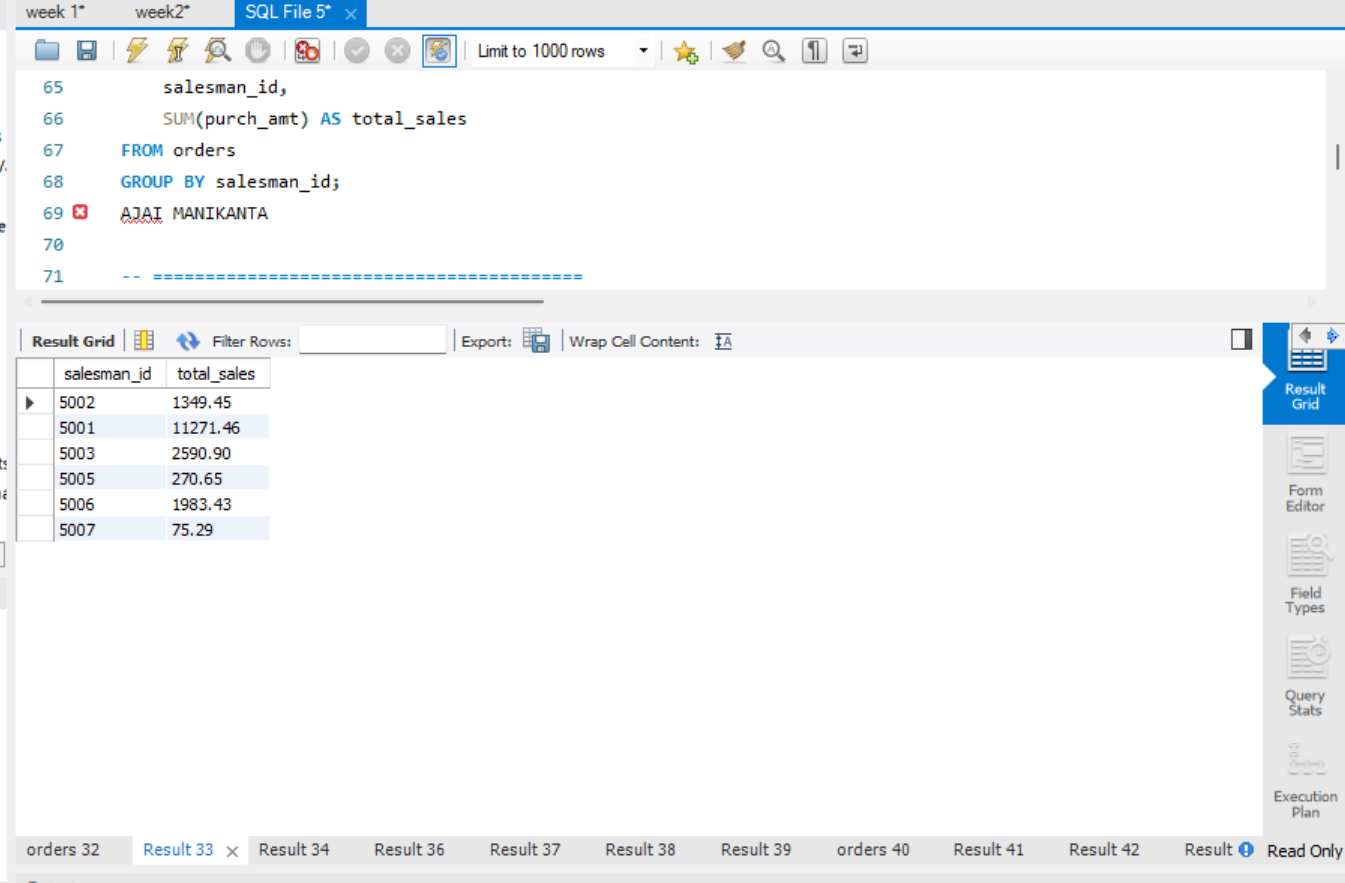 week 1*	week2*	SQL File 5*
Limit to 1000 rows
65 salesman_id,
66 SUM(purch_amt) AS total_sales
67 FROM orders
68 GROUP BY salesman_id;
69 AJAI MANIKANTA
70
71 -- =========================================
Result Grid Filter Rows: Export: Wrap Cell Content:
salesman_id total_sales
5002 1349.45
5001 11271.46
5003 2590.90
5005 270.65
5006 1983.43
5007 75.29
Result
Grid
Form
Editor
Field
Types
Query
Stats
Execution
Plan
orders 32 Result 33 Result 34 Result 36 Result 37 Result 38 Result 39 orders 40 Result 41 Result 42 Result Read Only